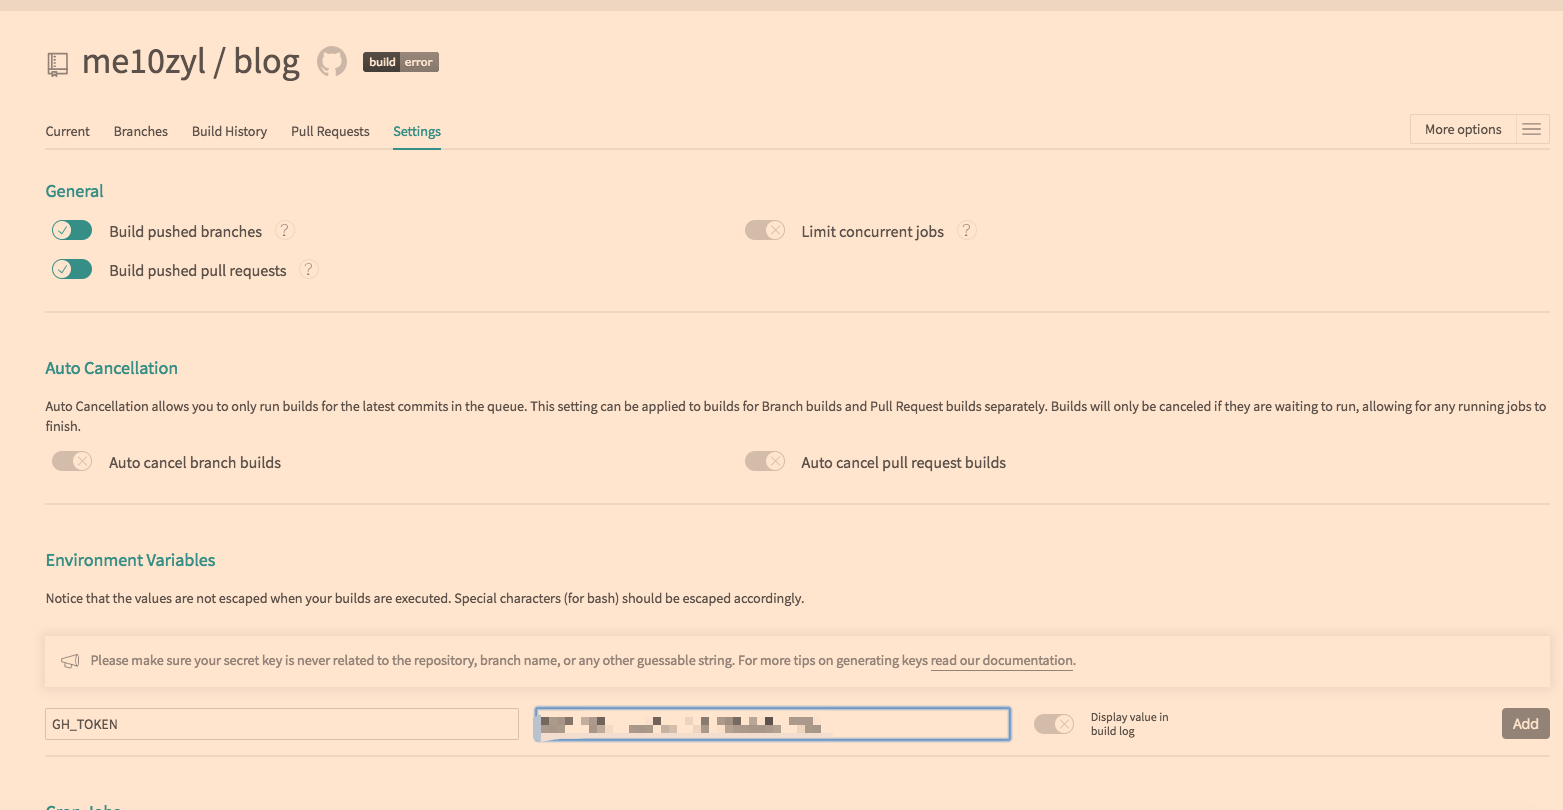 me10zyl / blog build error
Current Branches Build History Pull Requests Settings More options
General
Build pushed branches ? Limit concurrent jobs ?
Build pushed pull requests ?
Auto Cancellation
Auto Cancellation allows you to only run builds for the latest commits in the queue. This setting can be applied to builds for Branch builds and Pull Request builds separately. Builds will only be canceled if they are waiting to run, allowing for any running jobs to
finish.
Auto cancel branch builds Auto cancel pull request builds
Environment Variables
Notice that the values are not escaped when your builds are executed. Special characters (for bash) should be escaped accordingly.
Please make sure your secret key is never related to the repository, branch name, or any other guessable string. For more tips on generating keys read our documentation.
GH_TOKEN Display value in
build log
Add